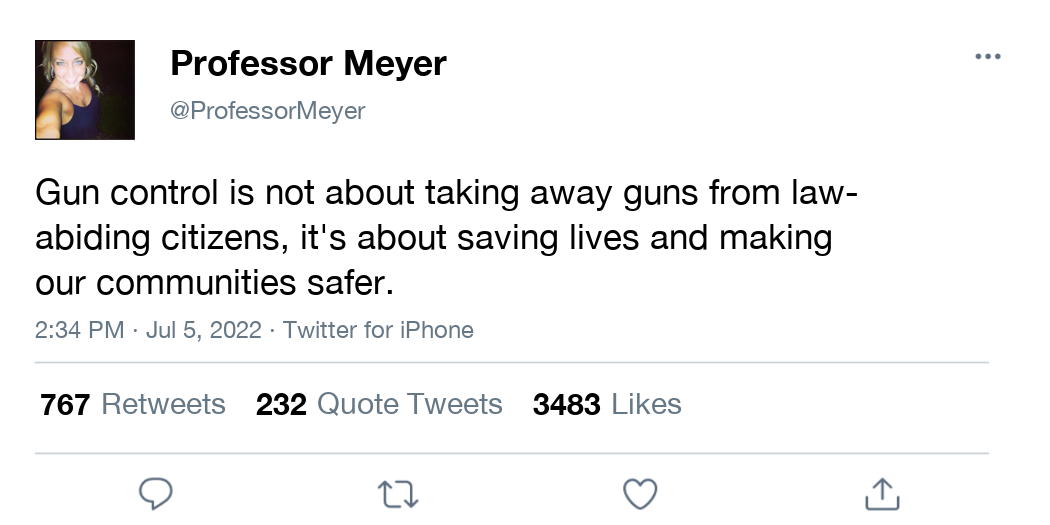 Professor Meyer
@ProfessorMeyer
Gun control is not about taking away guns from law-
abiding citizens, it's about saving lives and making
our communities safer.
2:34 PM · Jul 5, 2022 · Twitter for iPhone
767 Retweets 232 Quote Tweets 3483 Likes